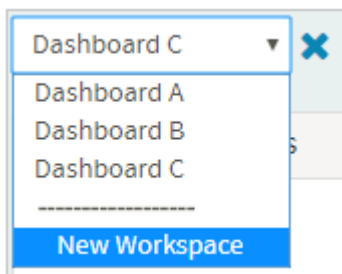 Dashboard C
Dashboard A
Dashboard B
Dashboard C
-------------------
New Workspace